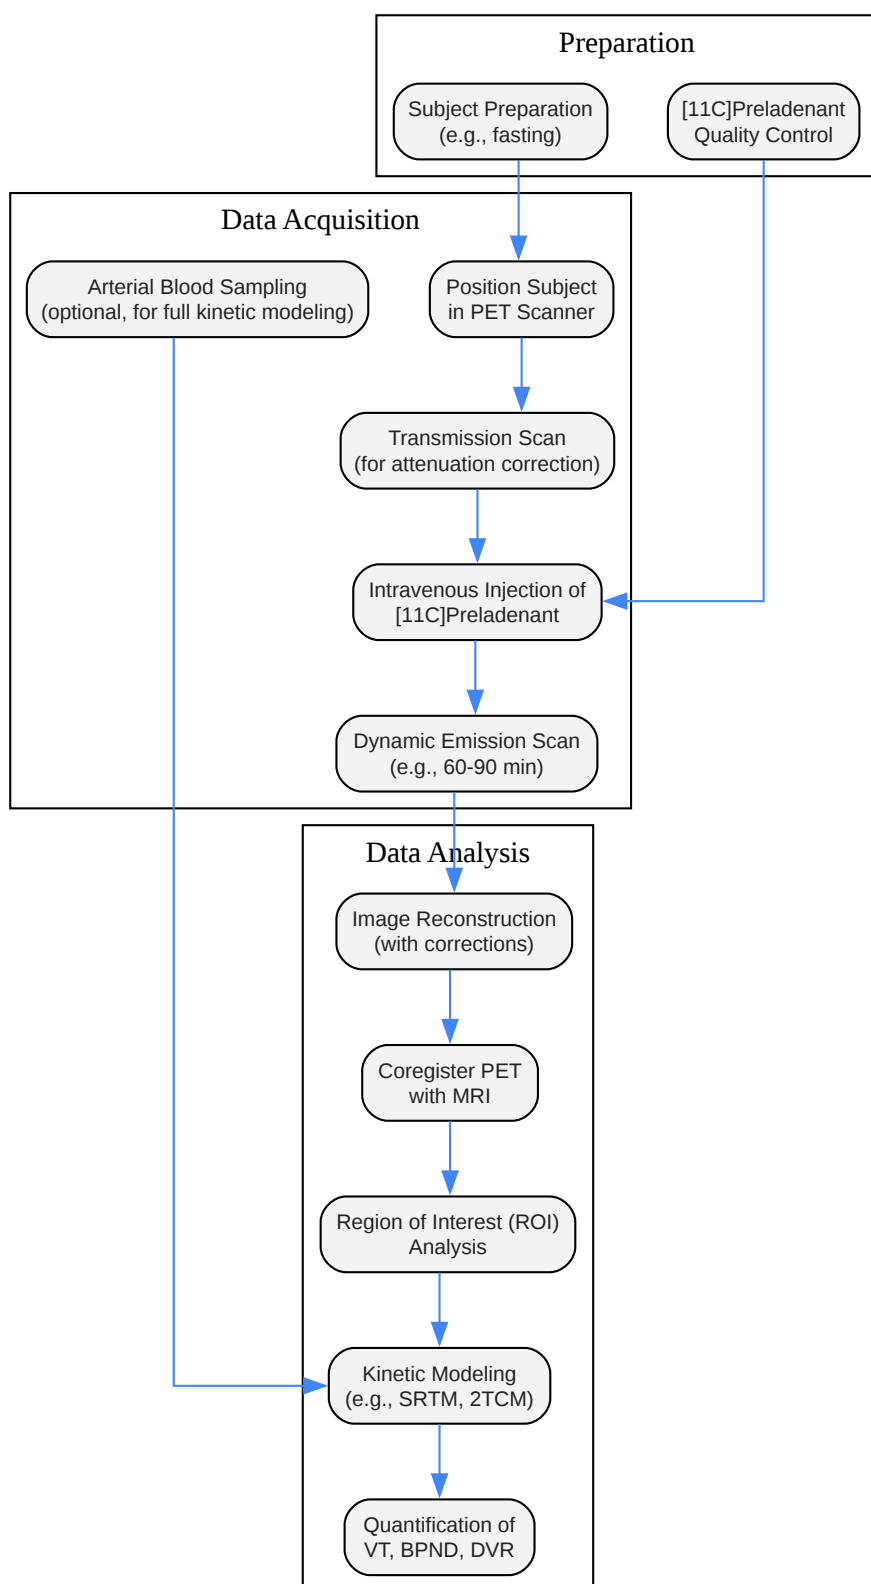 Preparation
Subject Preparation
(e.g., fasting)
[11C]Preladenant
Quality Control
Data Acquisition
Arterial Blood Sampling
(optional, for full kinetic modeling)
Position Subject
in PET Scanner
Transmission Scan
(for attenuation correction)
Intravenous Injection of
[11C]Preladenant
Dynamic Emission Scan
(e.g., 60-90 min)
Data Analysis
Image Reconstruction
(with corrections)
Coregister PET
with MRI
Region of Interest (ROI)
Analysis
Kinetic Modeling
(e.g., SRTM, 2TCM)
Quantification of
VT, BPND, DVR